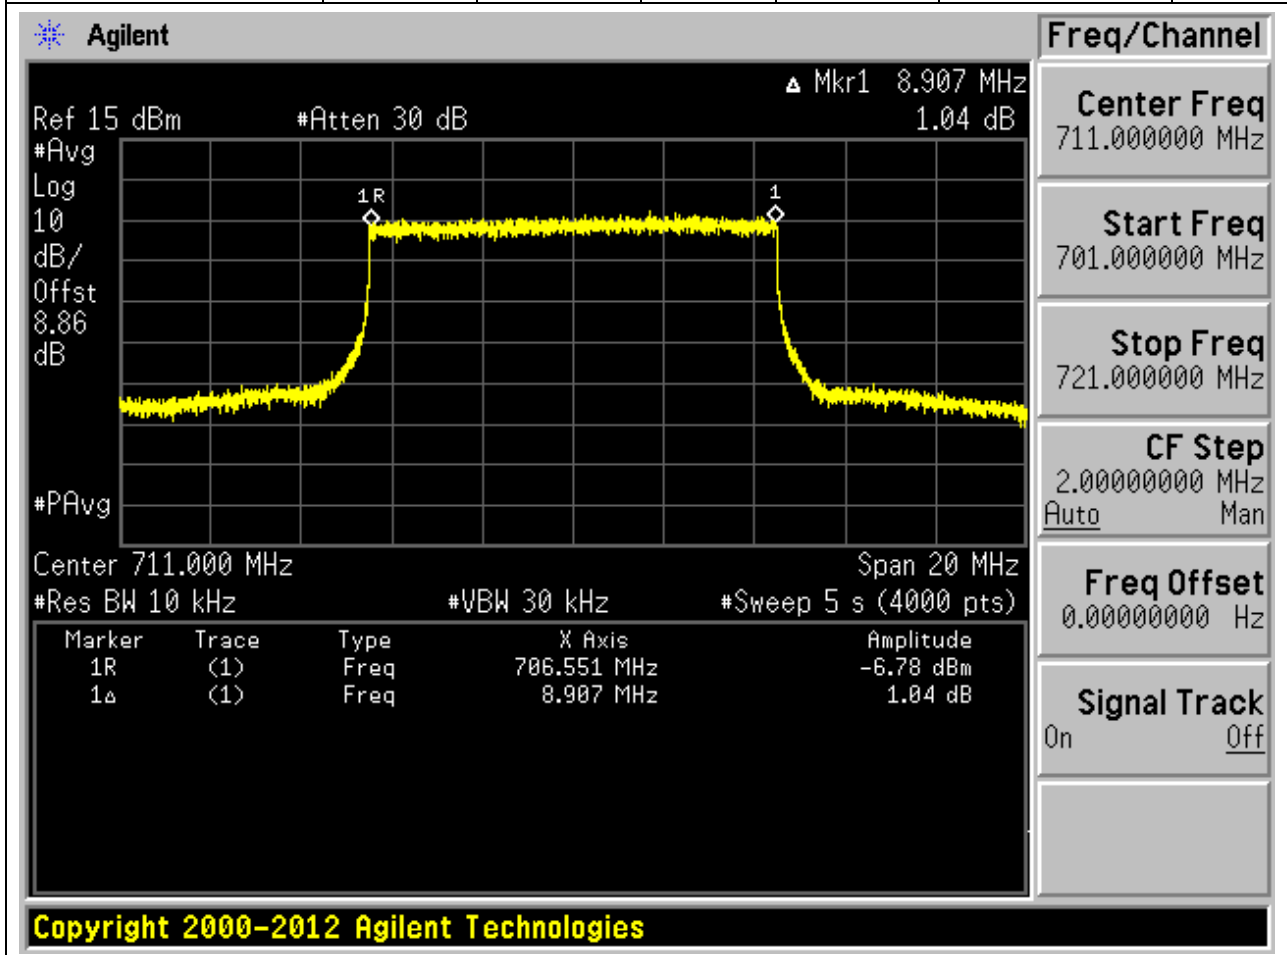 Agilent
Freq/Channel
Δ Mkr1 8.907 MHz
Ref 15 dBm #Atten 30 dB 1.04 dB
#Avg
Log
10
dB/
Offst
8.86
dB
1R
1
#PAvg
Center 711.000 MHz Span 20 MHz
#Res BW 10 kHz #VBW 30 kHz #Sweep 5 s (4000 pts)
Marker Trace Type X Axis Amplitude
1R (1) Freq 706.551 MHz -6.78 dBm
1Δ (1) Freq 8.907 MHz 1.04 dB
Center Freq
711.000000 MHz
Start Freq
701.000000 MHz
Stop Freq
721.000000 MHz
CF Step
2.00000000 MHz
Auto Man
Freq Offset
0.00000000 Hz
Signal Track
On Off
Copyright 2000-2012 Agilent Technologies